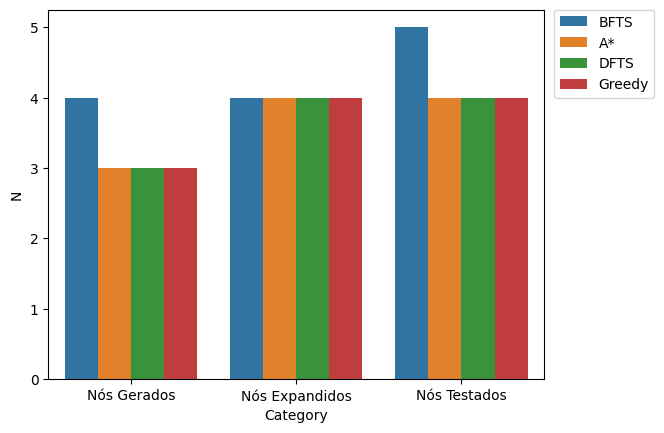 BFTS
A*
DFTS
Greedy
5
4
3
2
1
0
N
Nós Gerados
Nós Expandidos
Nós Testados
Category